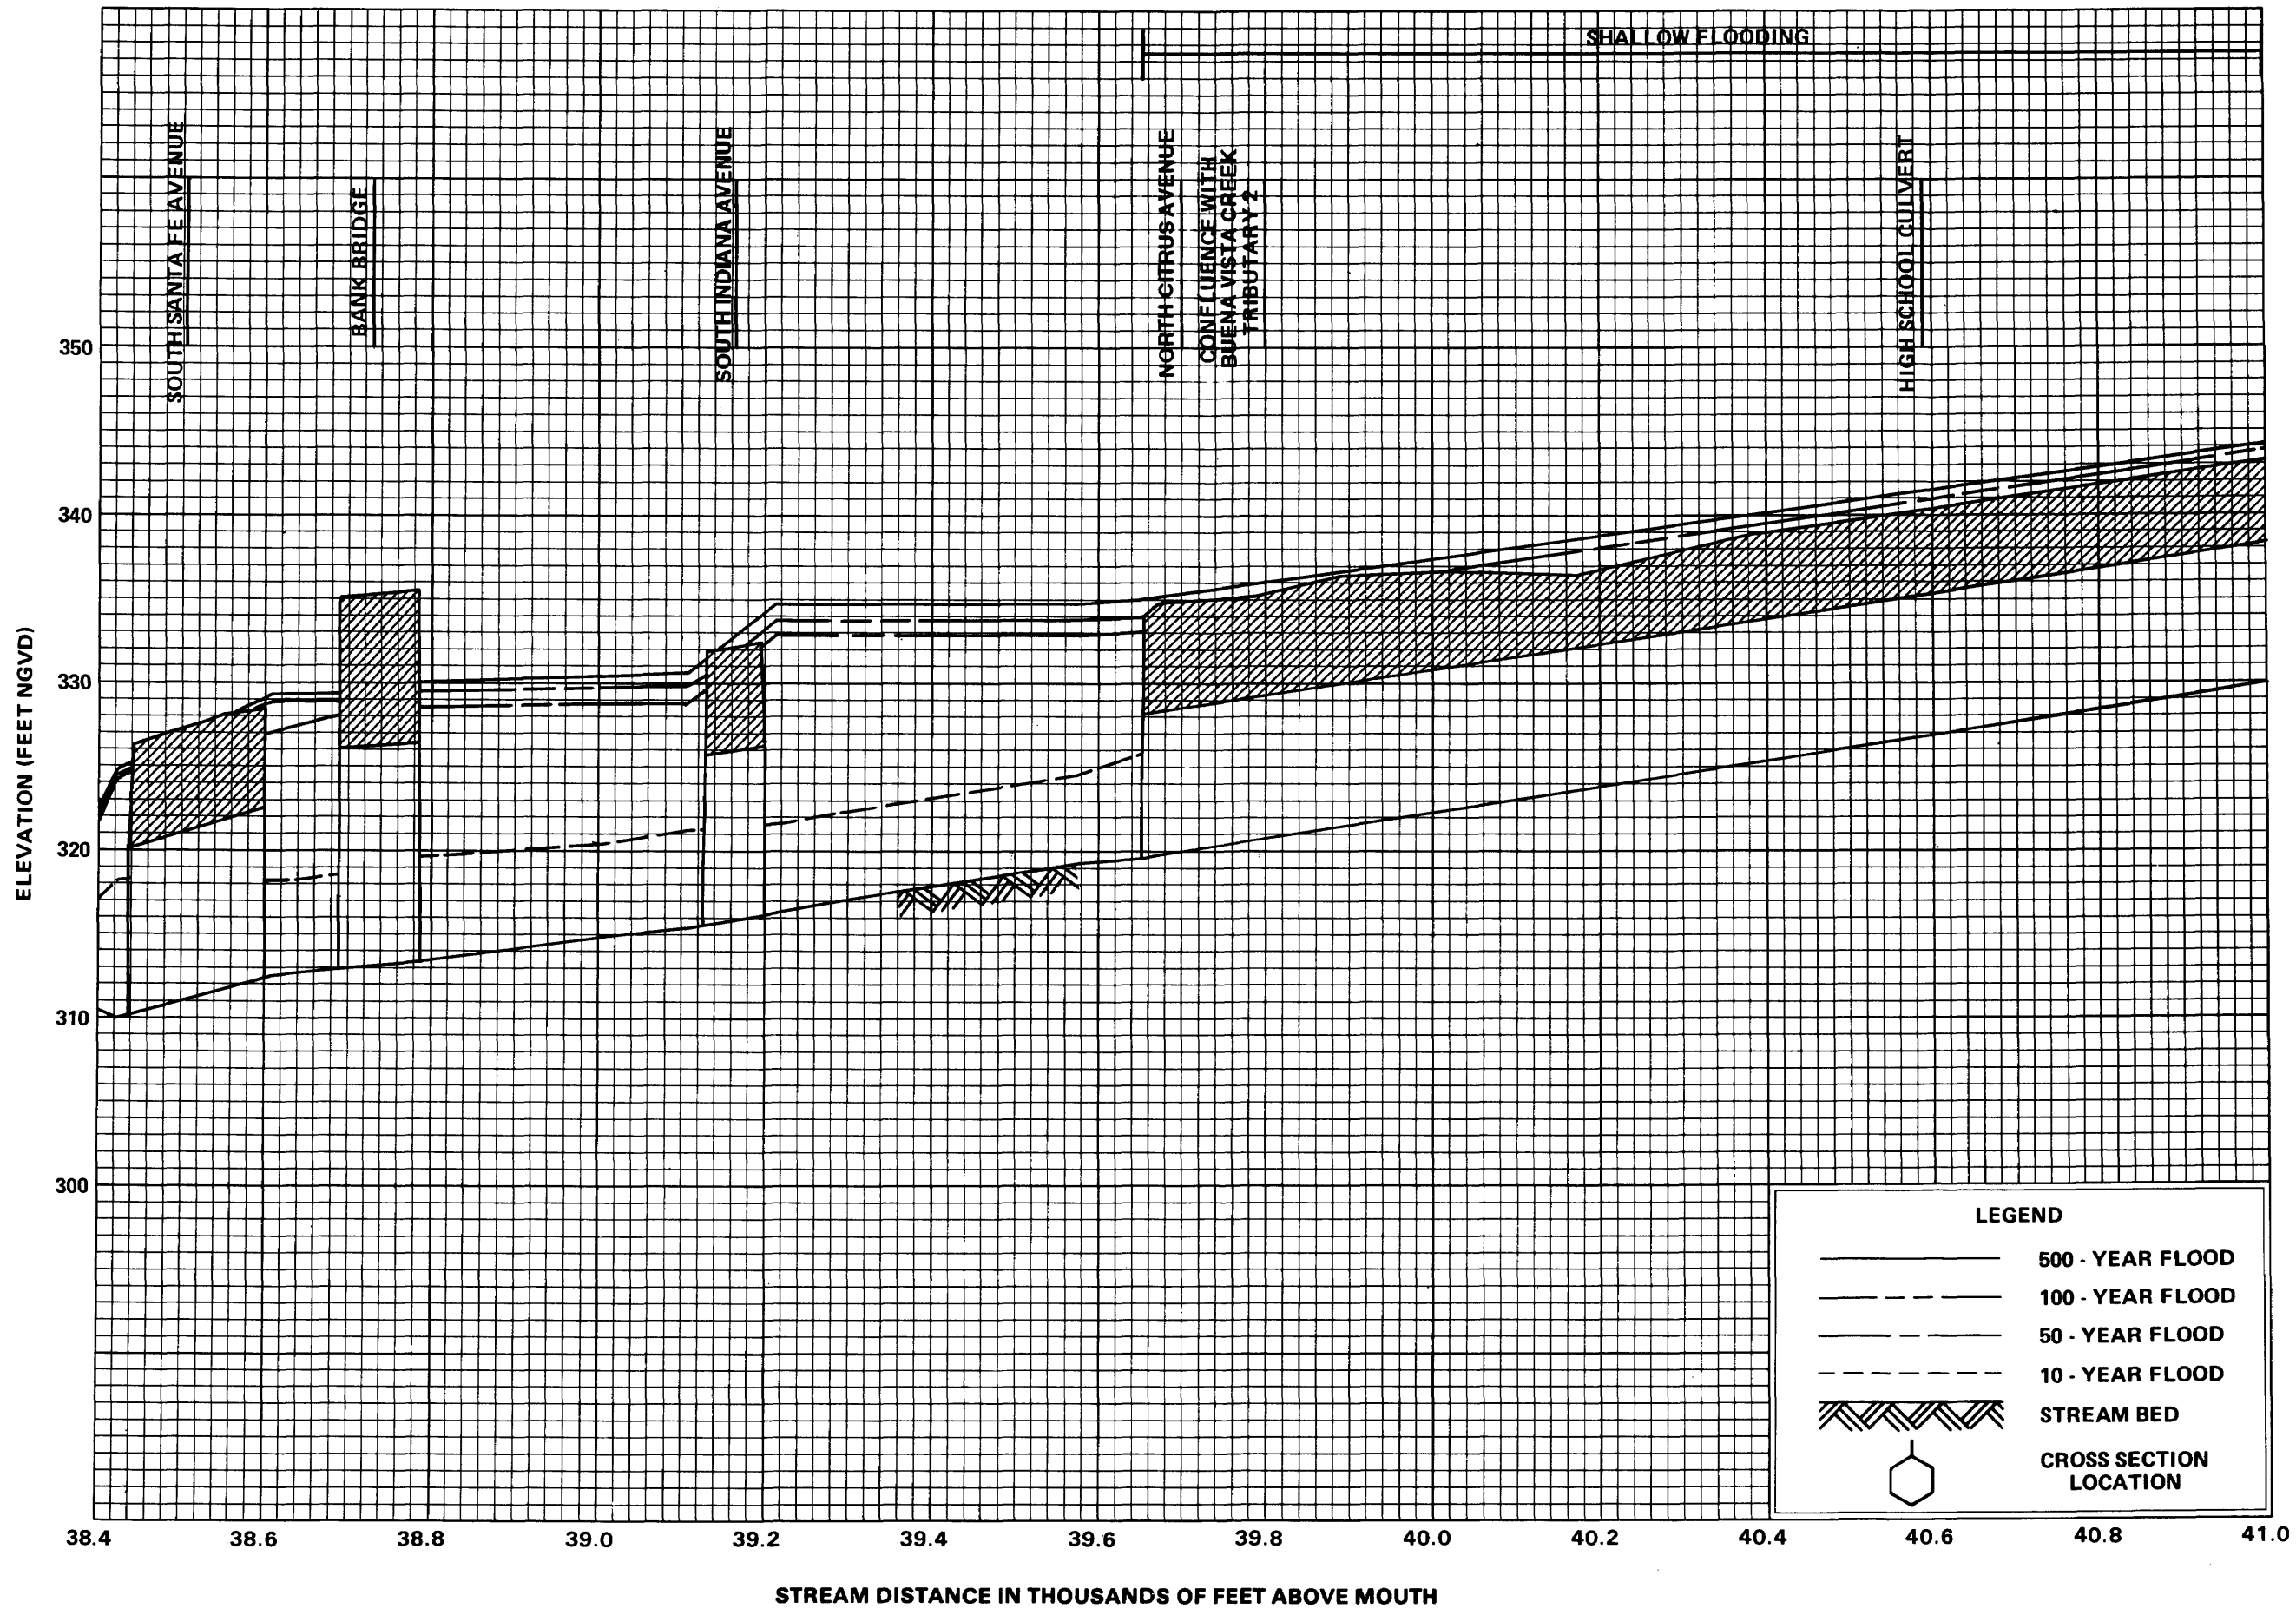 SHALLOW FLOODING
SOUTH SANTA FE AVENUE
BANK BRIDGE
SOUTH INDIANA AVENUE
NORTH CITRUS AVENUE
CONFLUENCE WITH
BUENA VISTA CREEK
TRIBUTARY 2
HIGH SCHOOL CULVERT
ELEVATION (FEET NGVD)
350
340
330
320
310
300
LEGEND
500 - YEAR FLOOD
100 - YEAR FLOOD
50 - YEAR FLOOD
10 - YEAR FLOOD
STREAM BED
CROSS SECTION
LOCATION
38.4 38.6 38.8 39.0 39.2 39.4 39.6 39.8 40.0 40.2 40.4 40.6 40.8 41.0
STREAM DISTANCE IN THOUSANDS OF FEET ABOVE MOUTH